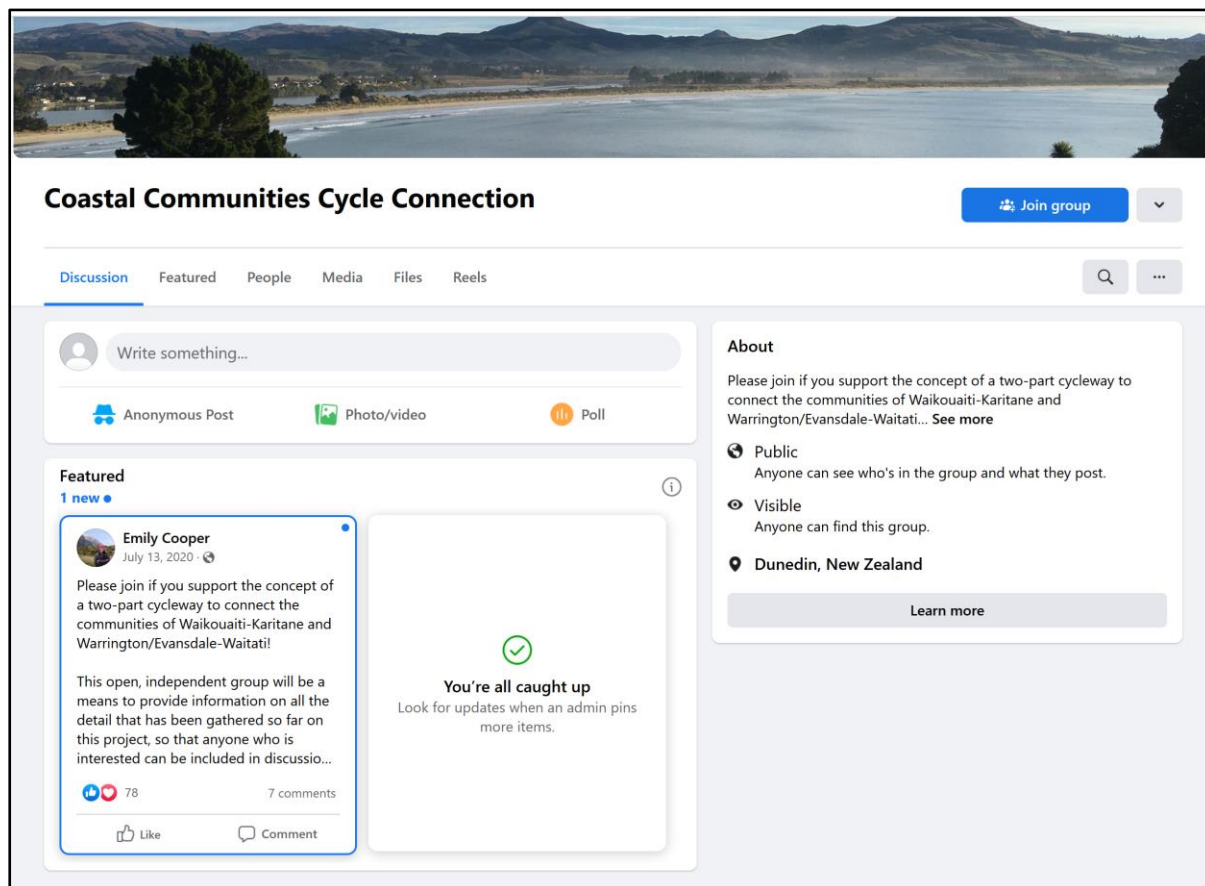 Coastal Communities Cycle Connection
Join group
Discussion
Featured
People
Media
Files
Reels
Write something...
Anonymous Post
Photo/video
Poll
Featured
1 new
Emily Cooper
July 13, 2020 ·
Please join if you support the concept of
a two-part cycleway to connect the
communities of Waikouaiti-Karitane and
Warrington/Evansdale-Waitati!
This open, independent group will be a
means to provide information on all the
detail that has been gathered so far on
this project, so that anyone who is
interested can be included in discussio...
78
7 comments
Like
Comment
You're all caught up
Look for updates when an admin pins
more items.
About
Please join if you support the concept of a two-part cycleway to
connect the communities of Waikouaiti-Karitane and
Warrington/Evansdale-Waitati... See more
Public
Anyone can see who's in the group and what they post.
Visible
Anyone can find this group.
Dunedin, New Zealand
Learn more